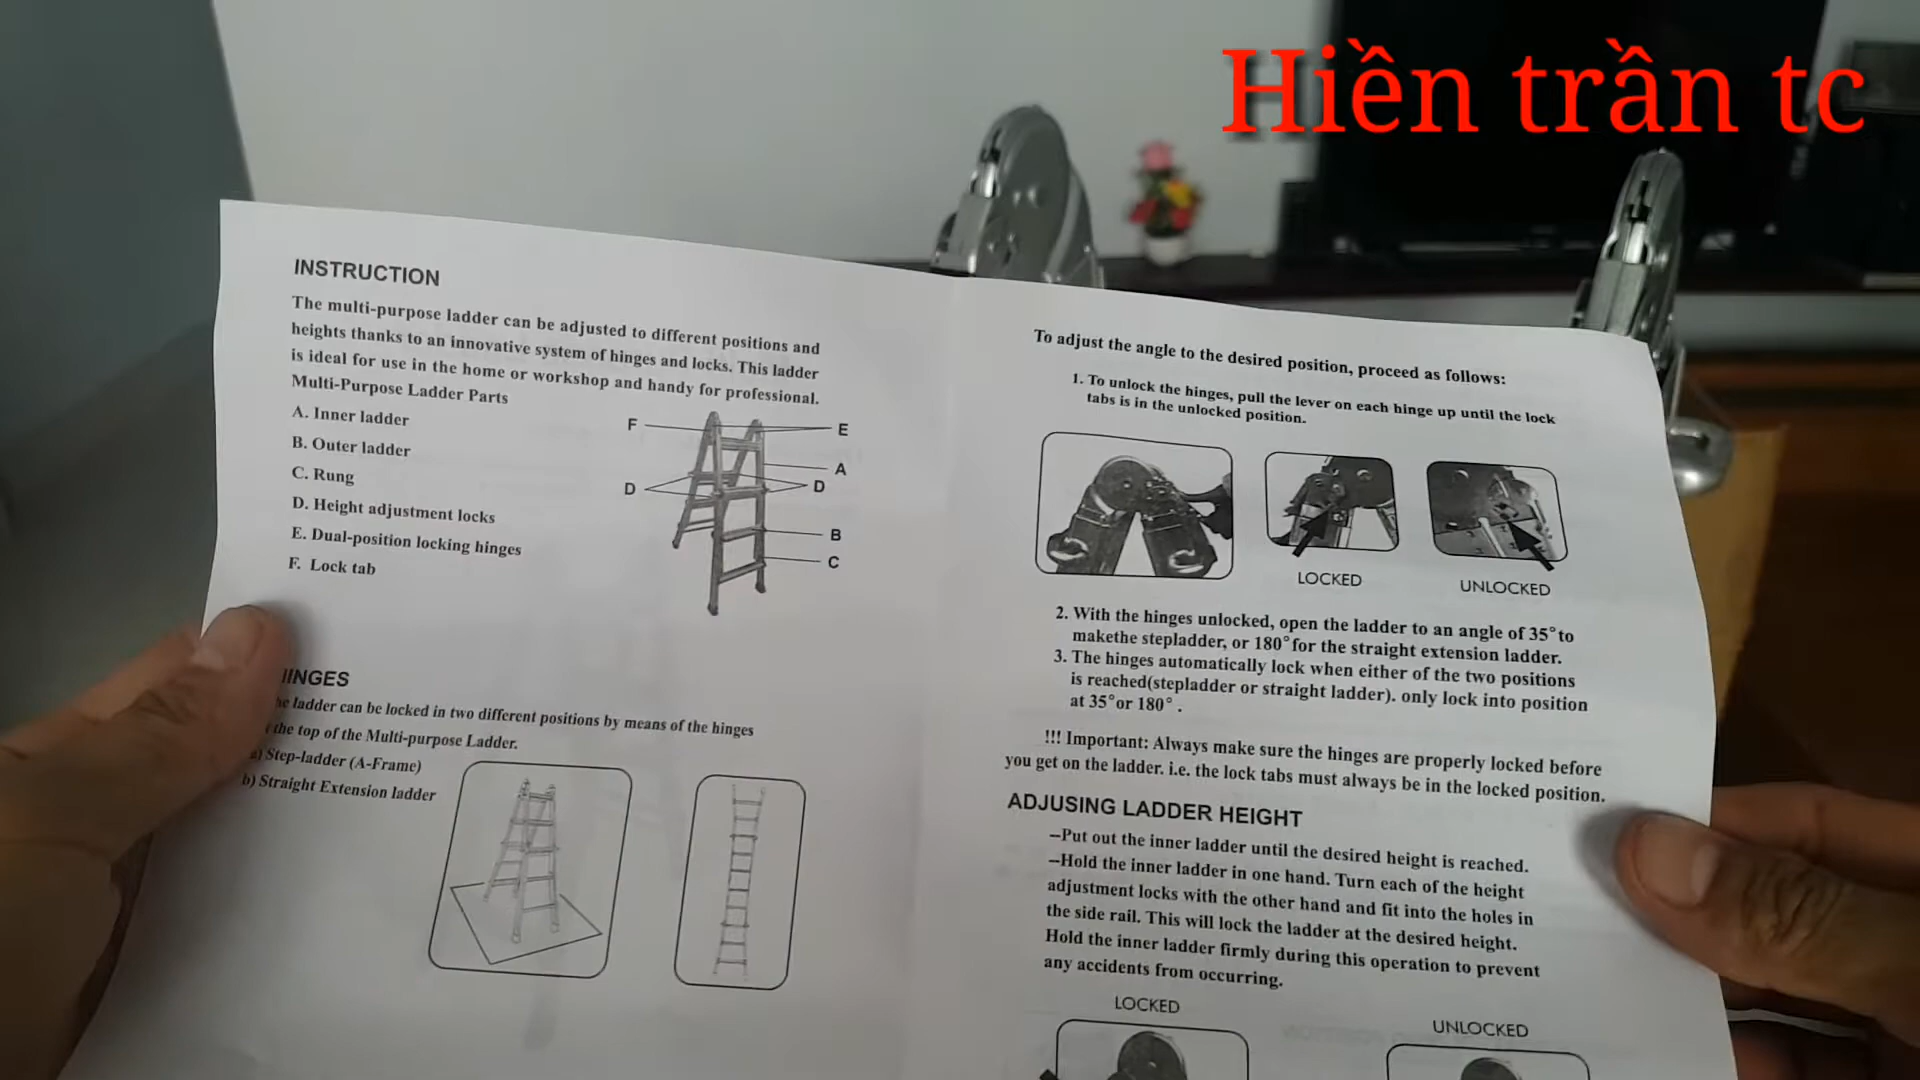 Hiền trần tc
INSTRUCTION
The multi-purpose ladder can be adjusted to different positions and
heights thanks to an innovative system of hinges and locks. This ladder
is ideal for use in the home or workshop and handy for professional.
Multi-Purpose Ladder Parts
A. Inner ladder
B. Outer ladder
C. Rung
D. Height adjustment locks
E. Dual-position locking hinges
F. Lock tab
F
E
A
D
D
B
C
INGES
he ladder can be locked in two different positions by means of the hinges
the top of the Multi-purpose Ladder.
a) Step-ladder (A-Frame)
b) Straight Extension ladder
To adjust the angle to the desired position, proceed as follows:
1. To unlock the hinges, pull the lever on each hinge up until the lock
tabs is in the unlocked position.
LOCKED
UNLOCKED
2. With the hinges unlocked, open the ladder to an angle of 35° to
makethe stepladder, or 180° for the straight extension ladder.
3. The hinges automatically lock when either of the two positions
is reached(stepladder or straight ladder). only lock into position
at 35° or 180° .
!!! Important: Always make sure the hinges are properly locked before
you get on the ladder. i.e. the lock tabs must always be in the locked position.
ADJUSING LADDER HEIGHT
–Put out the inner ladder until the desired height is reached.
–Hold the inner ladder in one hand. Turn each of the height
adjustment locks with the other hand and fit into the holes in
the side rail. This will lock the ladder at the desired height.
Hold the inner ladder firmly during this operation to prevent
any accidents from occurring.
LOCKED
UNLOCKED